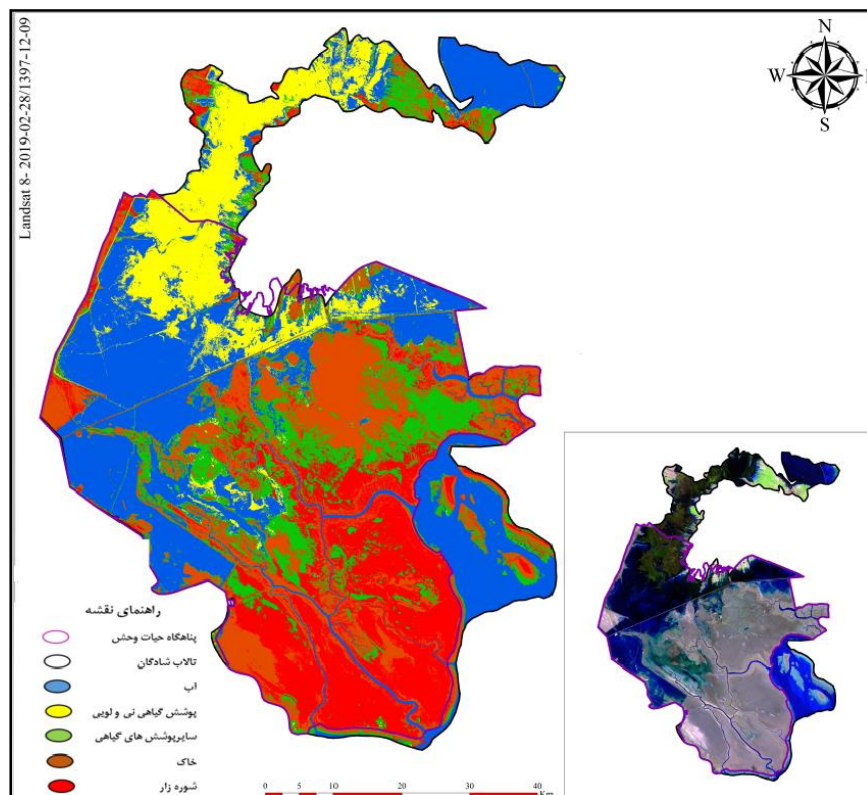 Landsat 8- 2019-02-28/1397-12-09
N
W
S
راهنمای نقشه
پناهگاه حیات وحش
تالاب شادگان
آب
پوشش گیاهی نی و لویی
سایرپوشش های گیاهی
خاک
شوره زار
0 5 10 20 30 40
Km